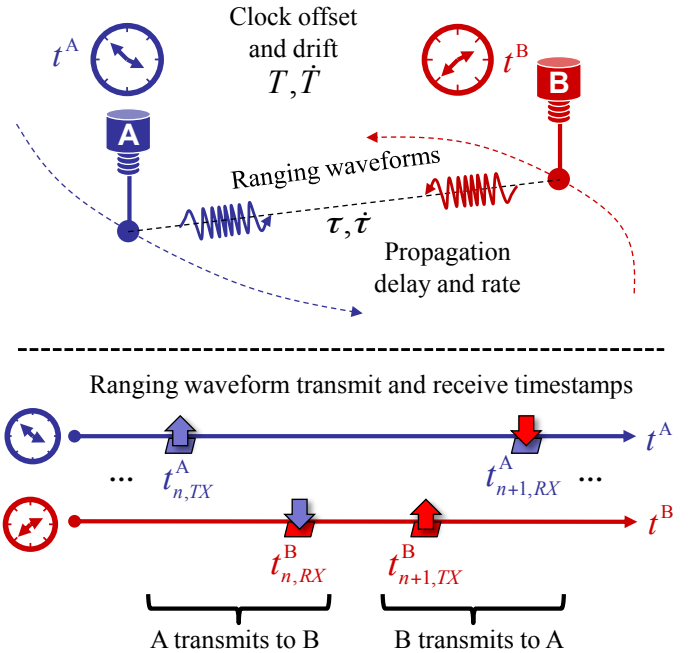 Clock offset
and drift
T, Ṫ
t^A
t^B
A
B
Ranging waveforms
τ, τ̇
Propagation
delay and rate
Ranging waveform transmit and receive timestamps
t^A
t^A_{n,TX}
t^A_{n+1,RX}
... ...
t^B
t^B_{n,RX}
t^B_{n+1,TX}
A transmits to B
B transmits to A